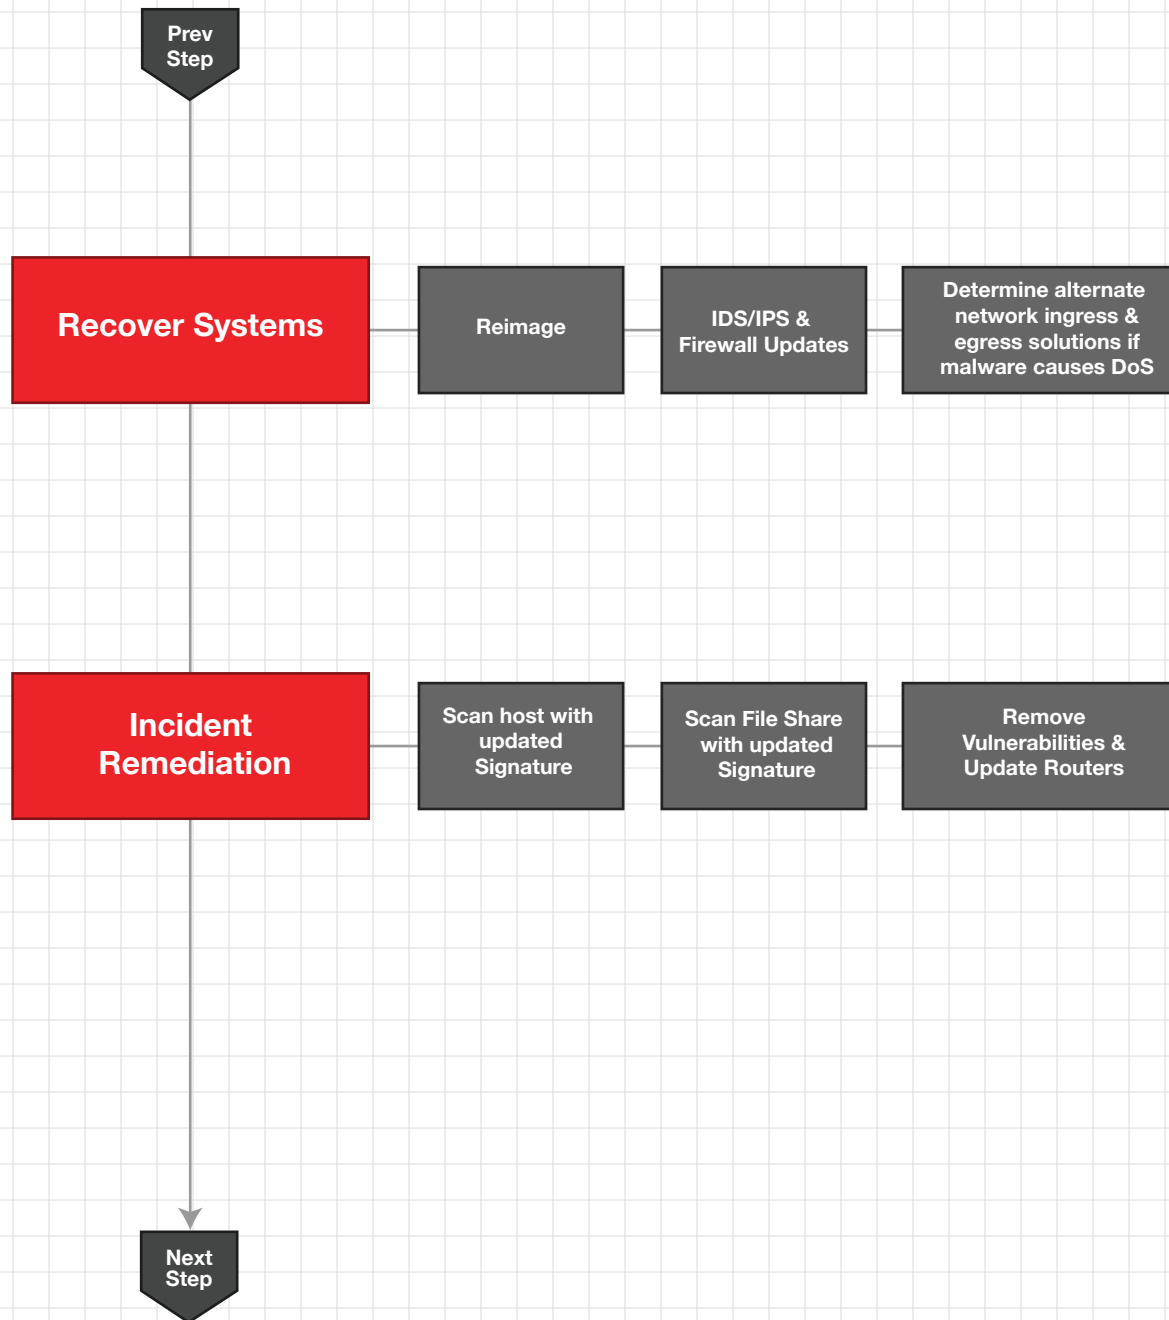 Prev
Step
Recover Systems
Reimage
IDS/IPS &
Firewall Updates
Determine alternate
network ingress &
egress solutions if
malware causes DoS
Incident
Remediation
Scan host with
updated
Signature
Scan File Share
with updated
Signature
Remove
Vulnerabilities &
Update Routers
Next
Step